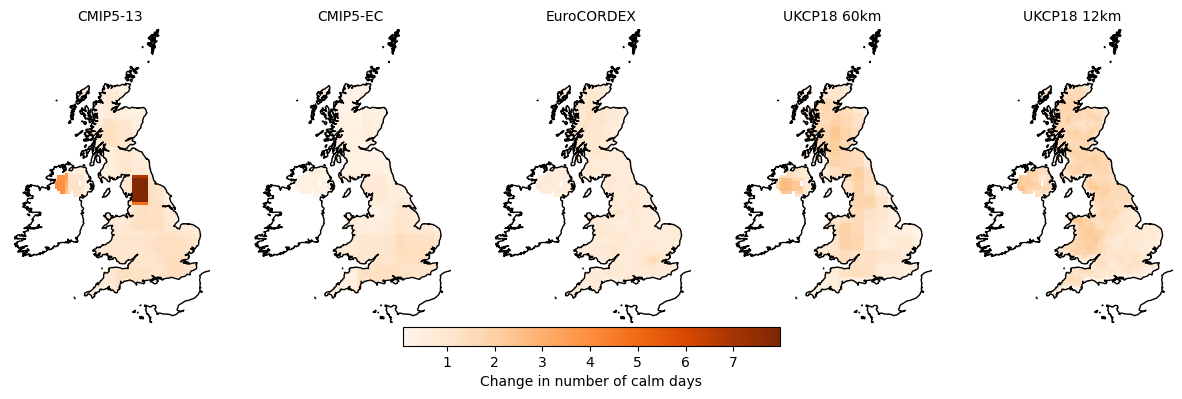 CMIP5-13 CMIP5-EC EuroCORDEX UKCP18 60km UKCP18 12km
1 2 3 4 5 6 7
Change in number of calm days